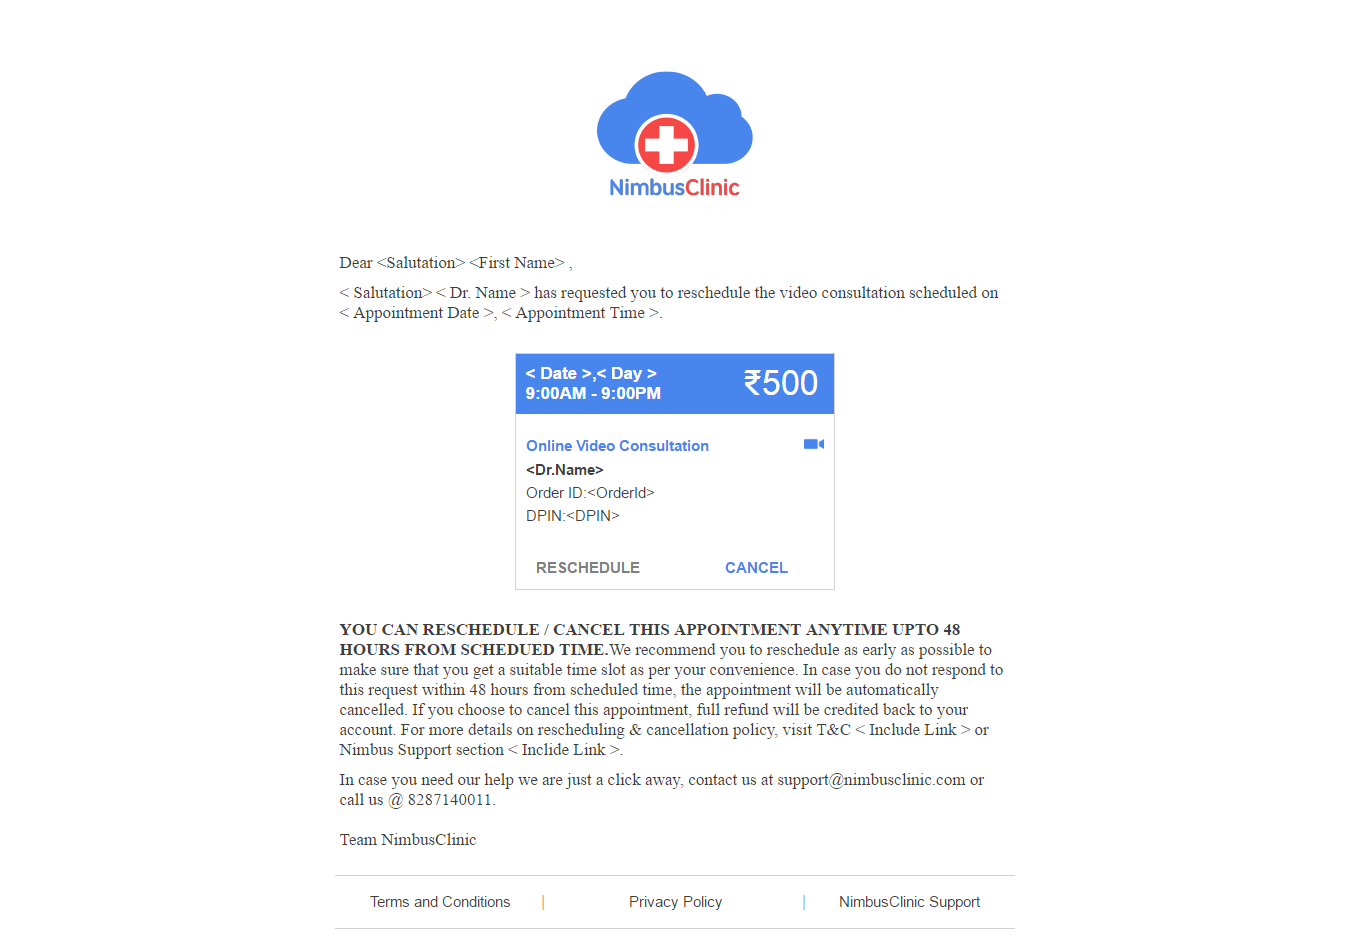 NimbusClinic
Dear <Salutation> <First Name> ,
< Salutation> < Dr. Name > has requested you to reschedule the video consultation scheduled on
< Appointment Date >, < Appointment Time >.
< Date >,< Day >
9:00AM - 9:00PM
₹500
Online Video Consultation
<Dr.Name>
Order ID:<OrderId>
DPIN:<DPIN>
RESCHEDULE CANCEL
YOU CAN RESCHEDULE / CANCEL THIS APPOINTMENT ANYTIME UPTO 48
HOURS FROM SCHEDUED TIME.We recommend you to reschedule as early as possible to
make sure that you get a suitable time slot as per your convenience. In case you do not respond to
this request within 48 hours from scheduled time, the appointment will be automatically
cancelled. If you choose to cancel this appointment, full refund will be credited back to your
account. For more details on rescheduling & cancellation policy, visit T&C < Include Link > or
Nimbus Support section < Inclide Link >.
In case you need our help we are just a click away, contact us at support@nimbusclinic.com or
call us @ 8287140011.
Team NimbusClinic
Terms and Conditions | Privacy Policy | NimbusClinic Support